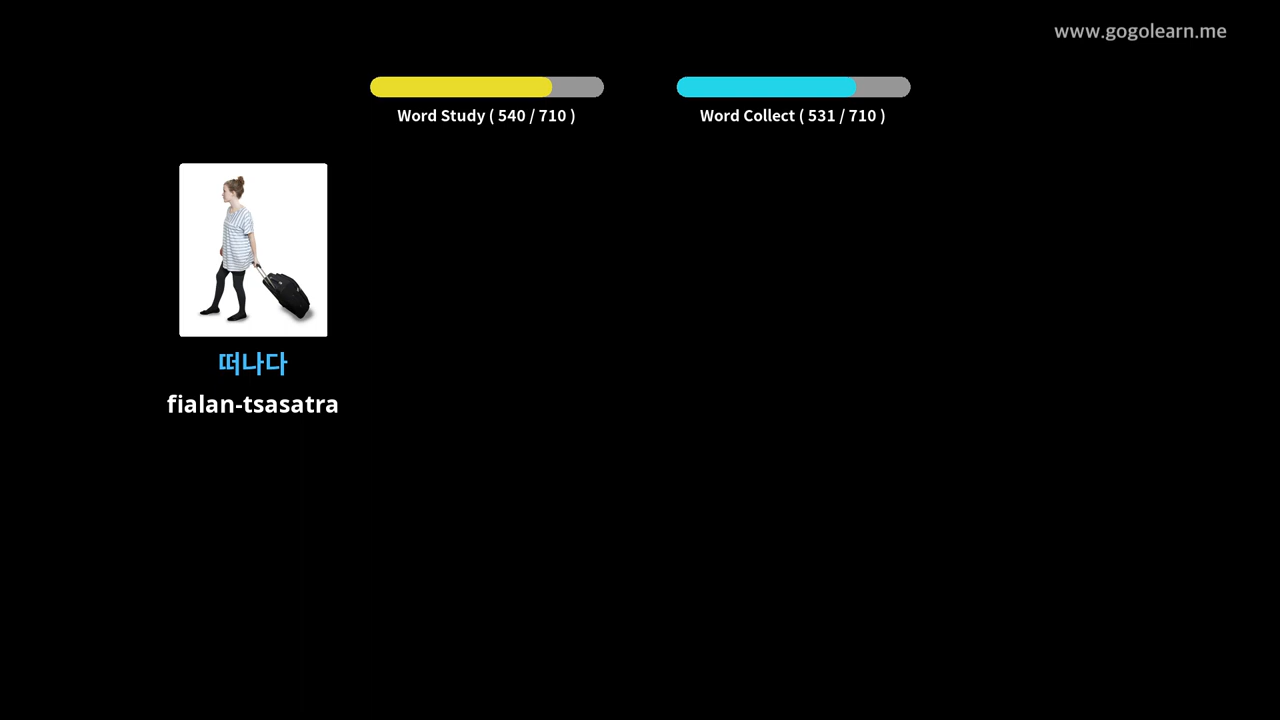 www.gogolearn.me
Word Study ( 540 / 710 )
Word Collect ( 531 / 710 )
떠나다
fialan-tsasatra